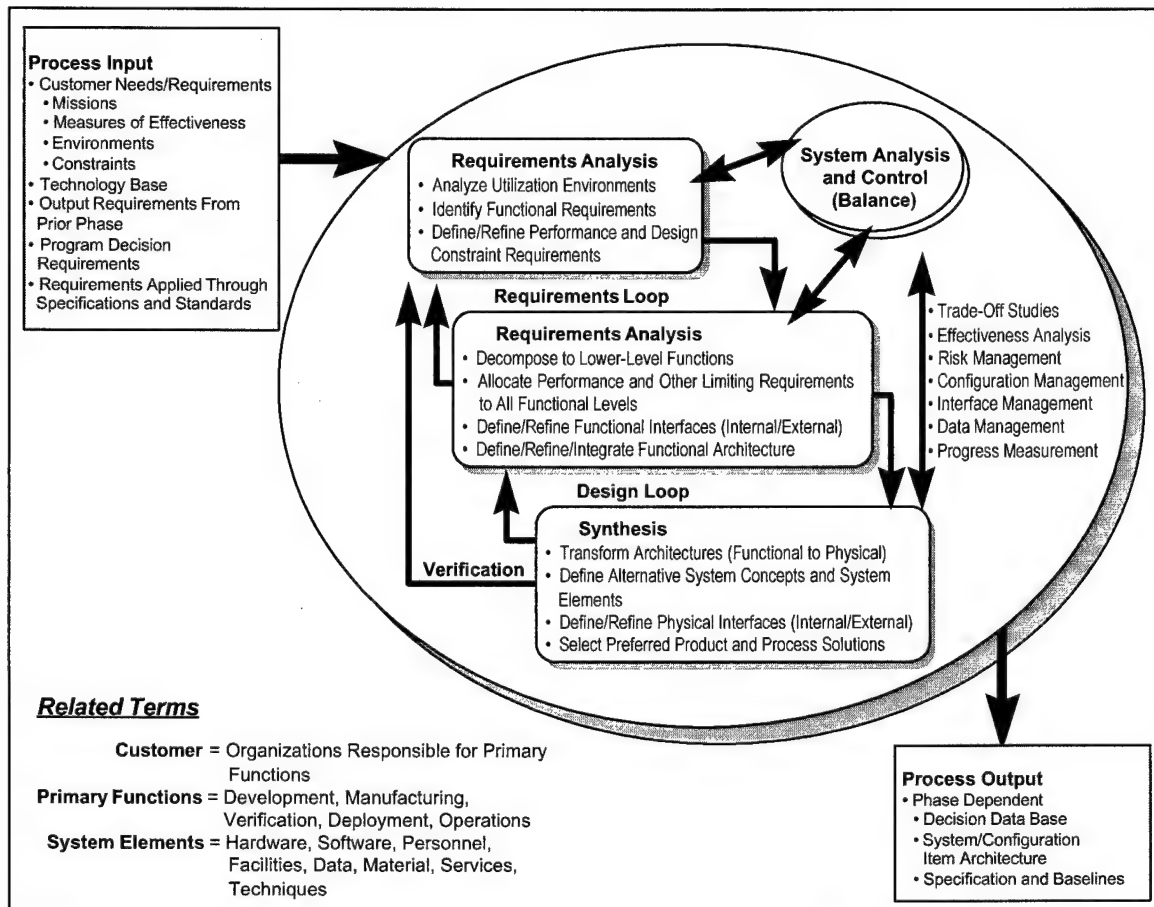 Process Input
• Customer Needs/Requirements
• Missions
• Measures of Effectiveness
• Environments
• Constraints
• Technology Base
• Output Requirements From
Prior Phase
• Program Decision
Requirements
• Requirements Applied Through
Specifications and Standards
Requirements Analysis
• Analyze Utilization Environments
• Identify Functional Requirements
• Define/Refine Performance and Design
Constraint Requirements
System Analysis
and Control
(Balance)
Requirements Loop
Requirements Analysis
• Decompose to Lower-Level Functions
• Allocate Performance and Other Limiting Requirements
to All Functional Levels
• Define/Refine Functional Interfaces (Internal/External)
• Define/Refine/Integrate Functional Architecture
• Trade-Off Studies
• Effectiveness Analysis
• Risk Management
• Configuration Management
• Interface Management
• Data Management
• Progress Measurement
Design Loop
Synthesis
• Transform Architectures (Functional to Physical)
• Define Alternative System Concepts and System
Elements
• Define/Refine Physical Interfaces (Internal/External)
• Select Preferred Product and Process Solutions
Verification
Related Terms
Customer = Organizations Responsible for Primary
Functions
Primary Functions = Development, Manufacturing,
Verification, Deployment, Operations
System Elements = Hardware, Software, Personnel,
Facilities, Data, Material, Services,
Techniques
Process Output
• Phase Dependent
• Decision Data Base
• System/Configuration
Item Architecture
• Specification and Baselines